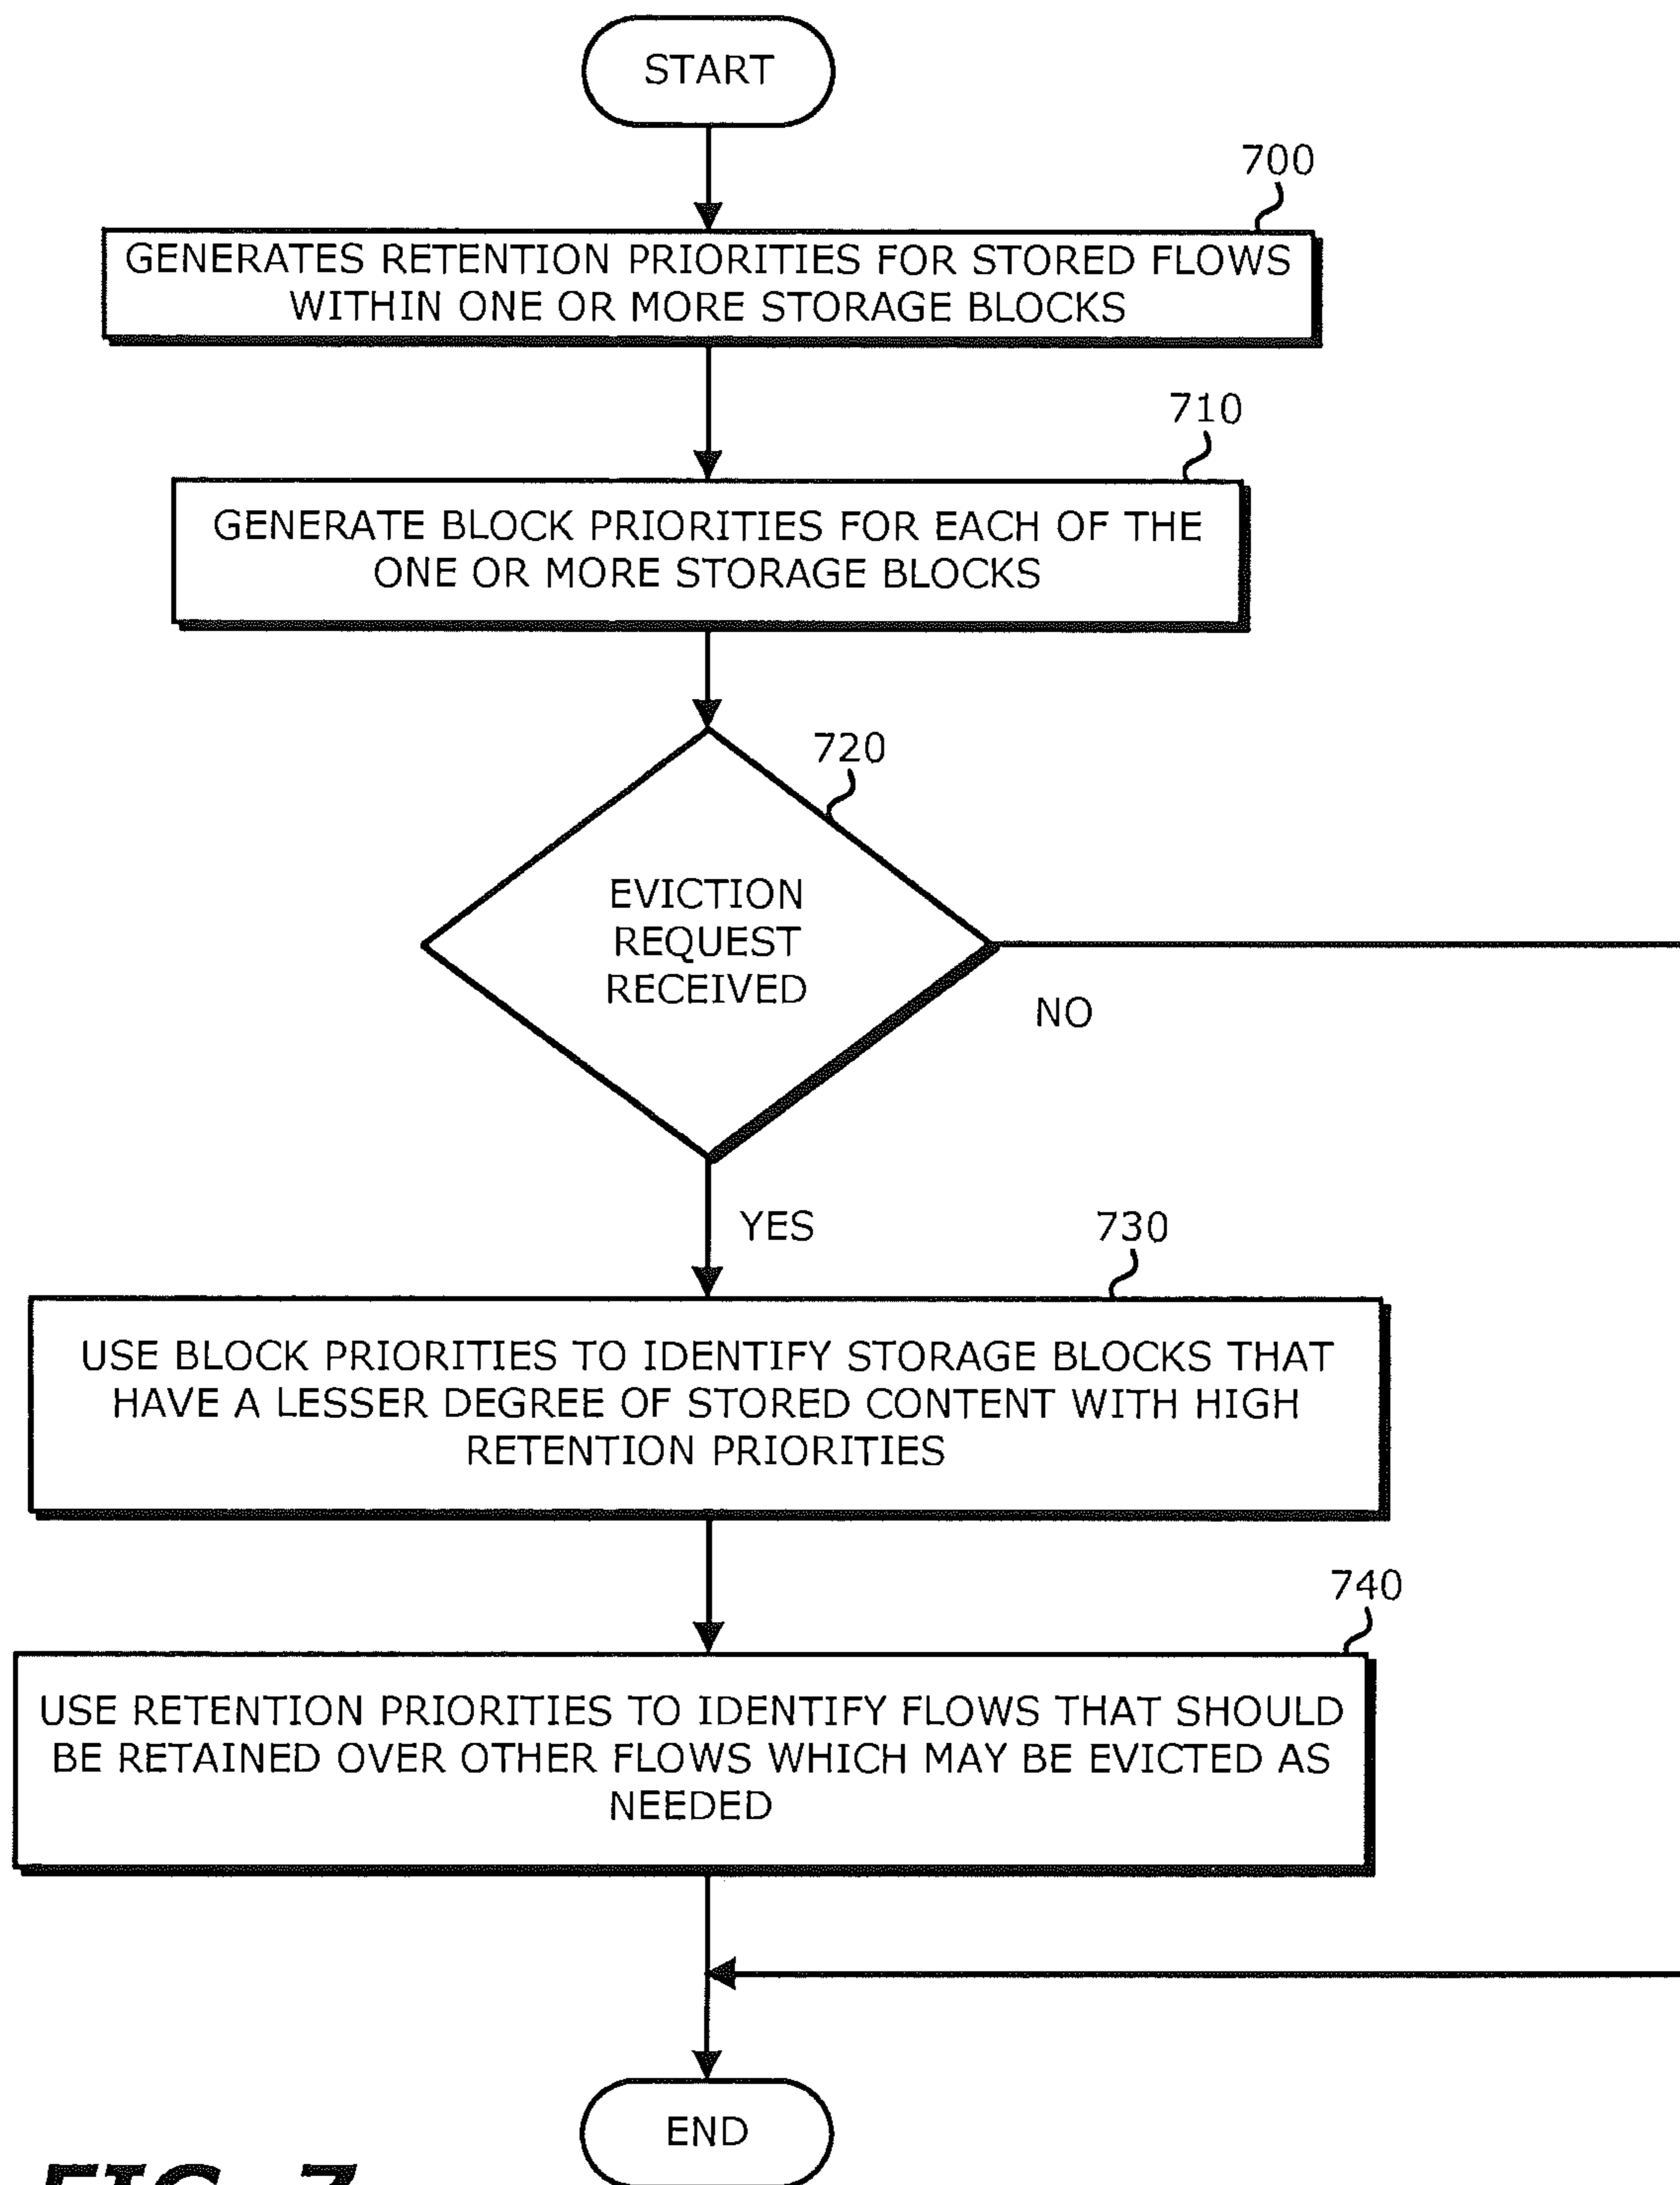 START
700
GENERATES RETENTION PRIORITIES FOR STORED FLOWS
WITHIN ONE OR MORE STORAGE BLOCKS
710
GENERATE BLOCK PRIORITIES FOR EACH OF THE
ONE OR MORE STORAGE BLOCKS
720
EVICTION
REQUEST
RECEIVED
NO
YES
730
USE BLOCK PRIORITIES TO IDENTIFY STORAGE BLOCKS THAT
HAVE A LESSER DEGREE OF STORED CONTENT WITH HIGH
RETENTION PRIORITIES
740
USE RETENTION PRIORITIES TO IDENTIFY FLOWS THAT SHOULD
BE RETAINED OVER OTHER FLOWS WHICH MAY BE EVICTED AS
NEEDED
END
FIG. 7